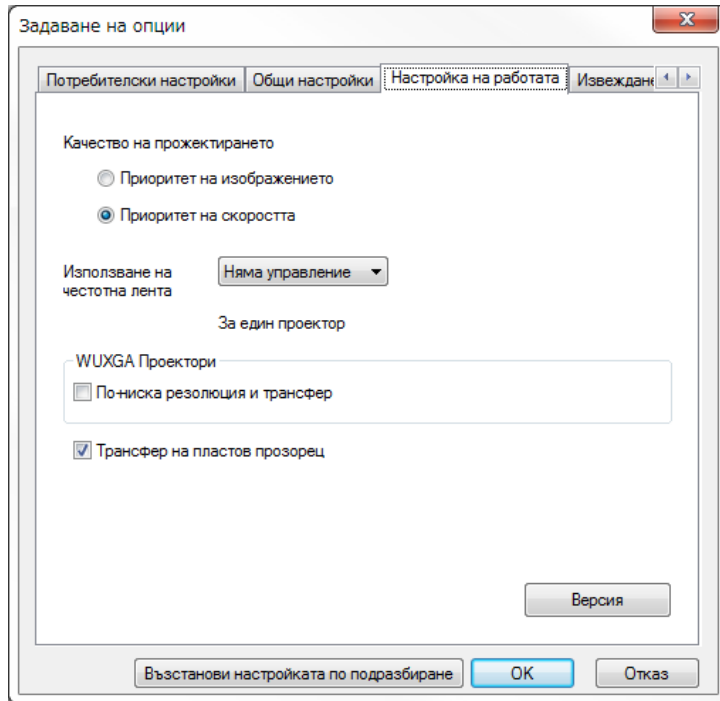 Задаване на опции
Потребителски настройки
Общи настройки
Настройка на работата
Извеждане
Качество на прожектирането
Приоритет на изображението
Приоритет на скоростта
Използване на
честотна лента
Няма управление
За един проектор
WUXGA Проектори
По-ниска резолюция и трансфер
Трансфер на пластов прозорец
Версия
Възстанови настройката по подразбиране
OK
Отказ